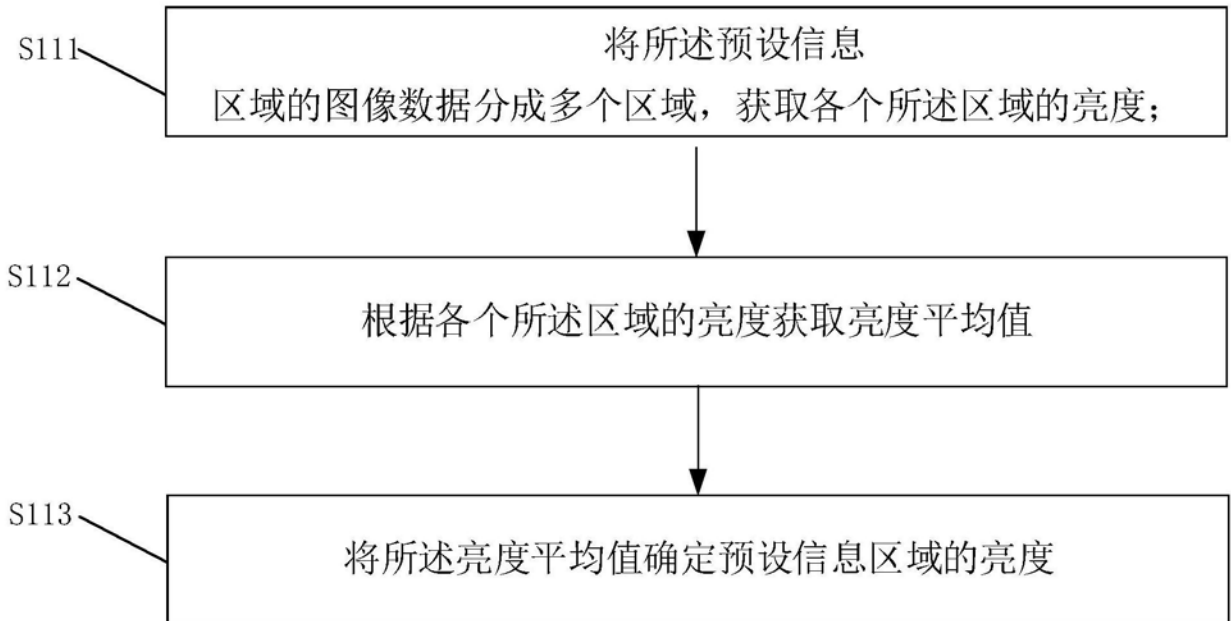 S111
将所述预设信息
区域的图像数据分成多个区域，获取各个所述区域的亮度；
S112
根据各个所述区域的亮度获取亮度平均值
S113
将所述亮度平均值确定预设信息区域的亮度